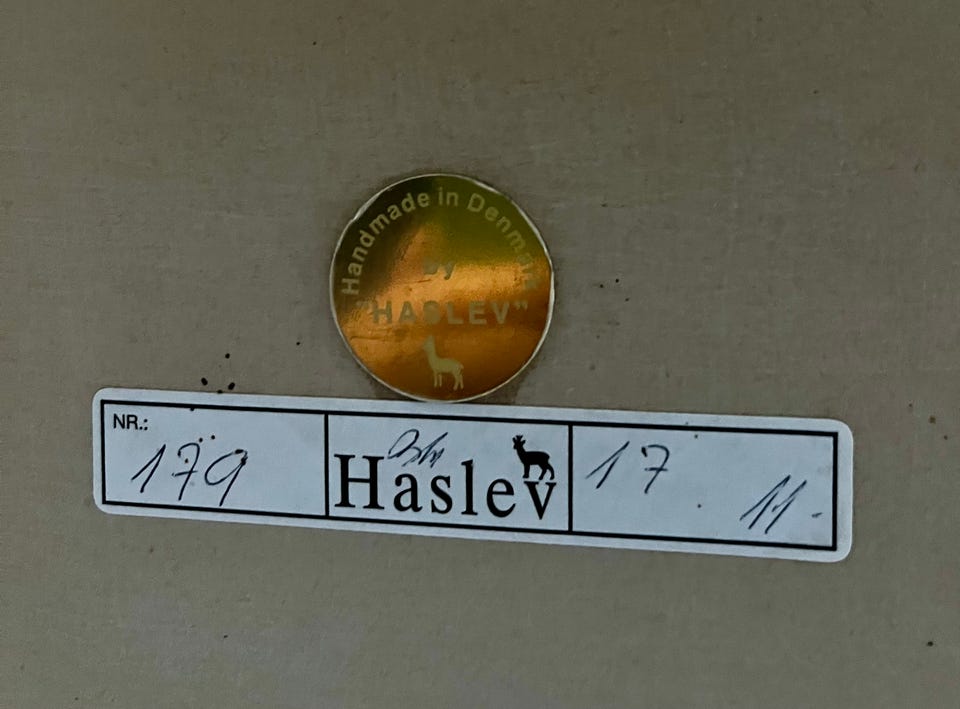 Handmade in Denmark
by
"HASLEV"
NR.:
179
Haslev
17
11.-